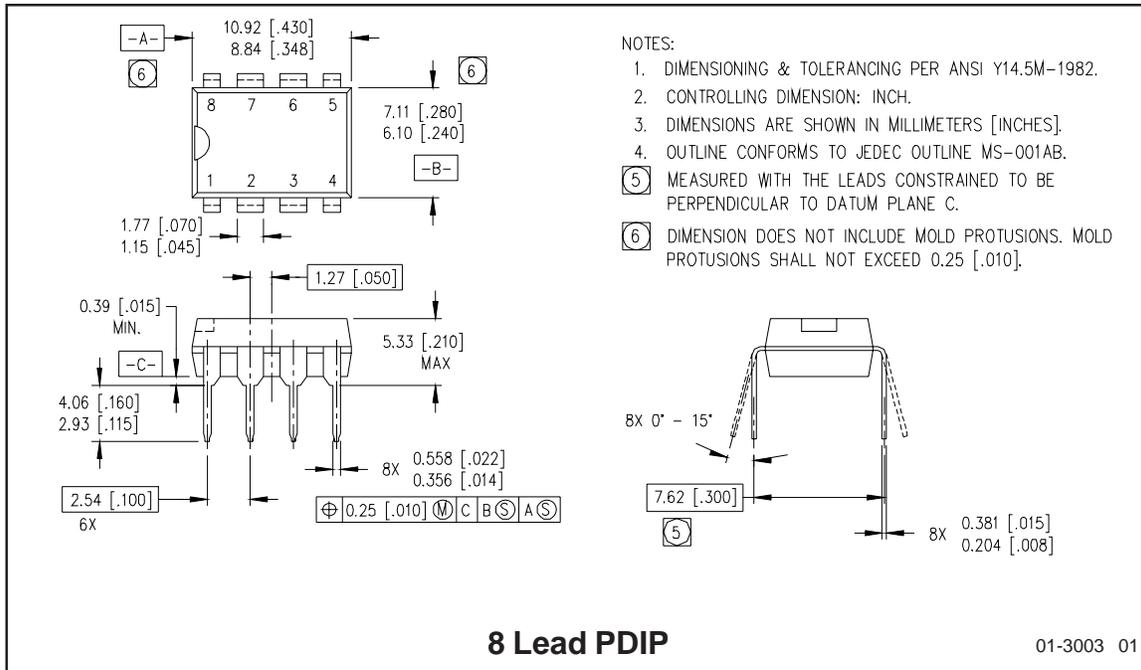 -A-
10.92 [.430]
8.84 [.348]
6
6
8 7 6 5
1 2 3 4
7.11 [.280]
6.10 [.240]
-B-
1.77 [.070]
1.15 [.045]
1.27 [.050]
0.39 [.015]
MIN.
-C-
5.33 [.210]
MAX
4.06 [.160]
2.93 [.115]
8X 0.558 [.022]
0.356 [.014]
2.54 [.100]
6X
⌖ 0.25 [.010] Ⓜ C B Ⓢ A Ⓢ
NOTES:
1. DIMENSIONING & TOLERANCING PER ANSI Y14.5M-1982.
2. CONTROLLING DIMENSION: INCH.
3. DIMENSIONS ARE SHOWN IN MILLIMETERS [INCHES].
4. OUTLINE CONFORMS TO JEDEC OUTLINE MS-001AB.
5 MEASURED WITH THE LEADS CONSTRAINED TO BE
PERPENDICULAR TO DATUM PLANE C.
6 DIMENSION DOES NOT INCLUDE MOLD PROTUSIONS. MOLD
PROTUSIONS SHALL NOT EXCEED 0.25 [.010].
8X 0° - 15°
7.62 [.300]
5
8X 0.381 [.015]
0.204 [.008]
8 Lead PDIP
01-3003 01